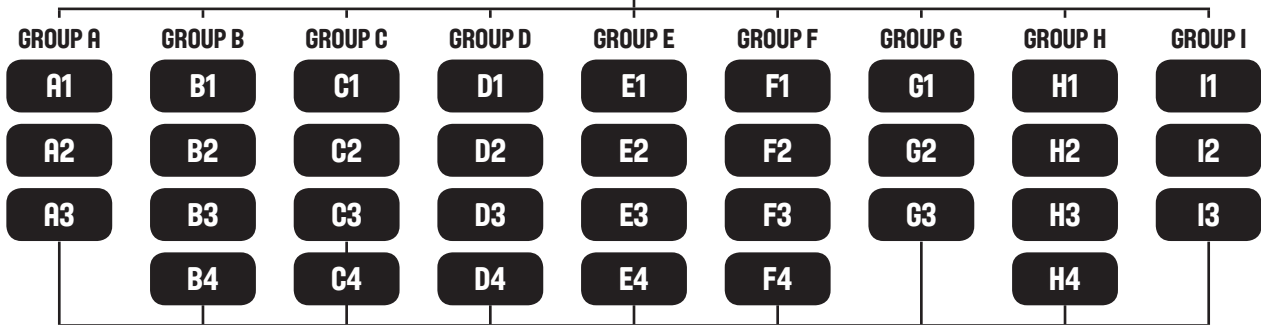 GROUP A GROUP B GROUP C GROUP D GROUP E GROUP F GROUP G GROUP H GROUP I
A1 B1 C1 D1 E1 F1 G1 H1 I1
A2 B2 C2 D2 E2 F2 G2 H2 I2
A3 B3 C3 D3 E3 F3 G3 H3 I3
B4 C4 D4 E4 F4 H4